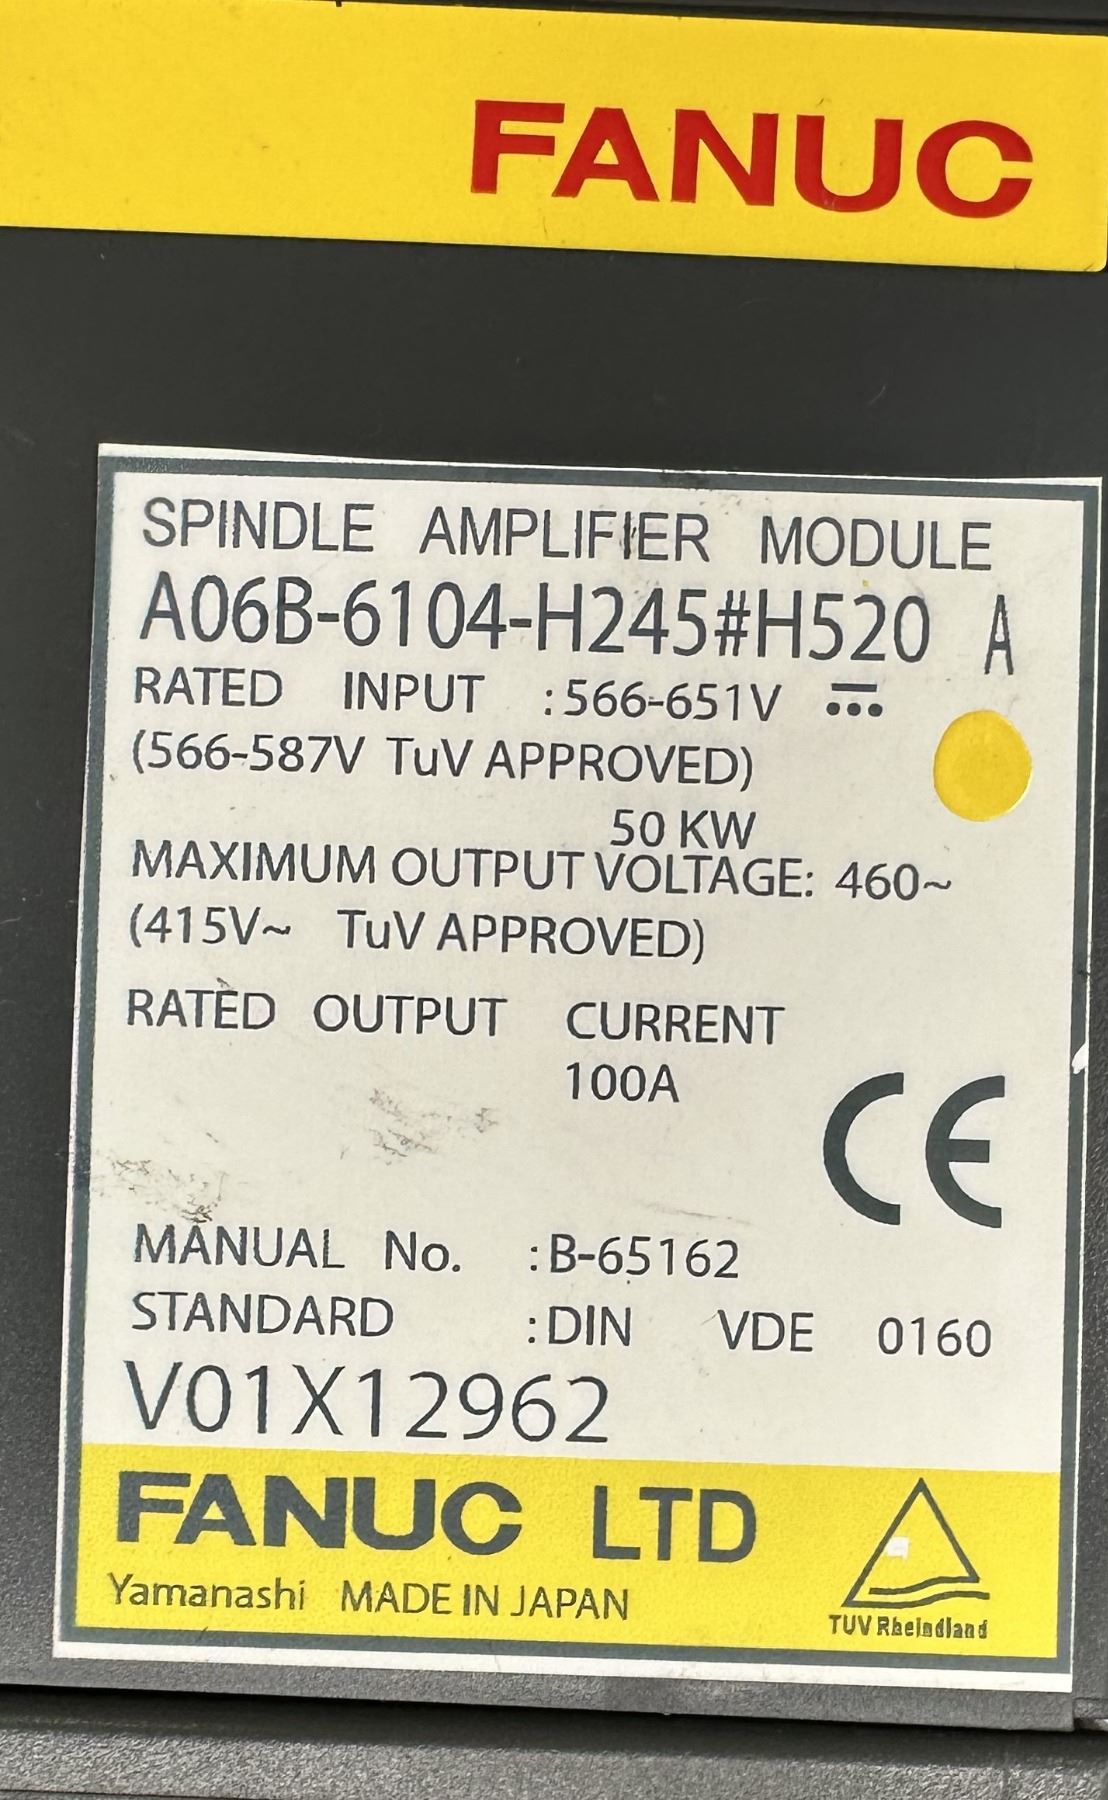 FANUC
SPINDLE AMPLIFIER MODULE
A06B-6104-H245#H520 A
RATED INPUT :566-651V ⎓
(566-587V TuV APPROVED)
50 KW
MAXIMUM OUTPUT VOLTAGE: 460~
(415V~ TuV APPROVED)
RATED OUTPUT CURRENT
100A
CE
MANUAL No. :B-65162
STANDARD :DIN VDE 0160
V01X12962
FANUC LTD
Yamanashi MADE IN JAPAN
TUV Rheindland